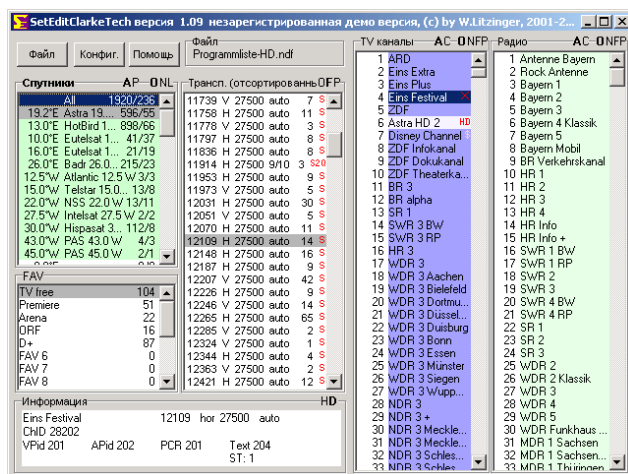 SetEditClarkeTech версия 1.09 незарегистрированная демо версия, (c) by W.Litzinger, 2001-2...
Файл Конфиг. Помощь
Файл
Programmliste-HD.ndf
Спутники AP-ONL
All 1920/236
19.2°E Astra 19.... 596/55
13.0°E HotBird 1... 898/66
10.0°E Eutelsat 1... 41/37
16.0°E Eutelsat 1... 21/19
26.0°E Badr 26.0... 215/23
12.5°W Atlantic 12.5 W 3/3
15.0°W Telstar 15.0... 13/8
22.0°W NSS 22.0 W 13/11
27.5°W Intelsat 27.5 W 2/2
30.0°W Hispasat 3... 112/8
43.0°W PAS 43.0 W 4/3
45.0°W PAS 45.0 W 2/1
FAV
TV free 104
Premiere 51
Arena 22
ORF 16
D+ 87
FAV 6 0
FAV 7 0
FAV 8 0
Трансп. (отсортированнь OFP
11739 V 27500 auto 7 S
11758 H 27500 auto 11 S
11778 V 27500 auto 3 S
11797 H 27500 auto 8 S
11836 H 27500 auto 8 S
11914 H 27500 9/10 3 S20
11953 H 27500 auto 9 S
11973 V 27500 auto 5 S
12031 H 27500 auto 30 S
12051 V 27500 auto 5 S
12070 H 27500 auto 11 S
12109 H 27500 auto 14 S
12148 H 27500 auto 16 S
12187 H 27500 auto 9 S
12207 V 27500 auto 42 S
12226 H 27500 auto 9 S
12246 V 27500 auto 14 S
12265 H 27500 auto 65 S
12285 V 27500 auto 2 S
12324 V 27500 auto 1 S
12344 H 27500 auto 4 S
12363 V 27500 auto 2 S
12421 H 27500 auto 12 S
Информация HD
Eins Festival 12109 hor 27500 auto
ChID 28202
VPid 201 APid 202 PCR 201 Text 204
ST: 1
TV каналы AC-ONFP
1 ARD
2 Eins Extra
3 Eins Plus
4 Eins Festival
5 ZDF
6 Astra HD 2 HD
7 Disney Channel S
8 ZDF Infokanal
9 ZDF Dokukanal
10 ZDF Theaterka...
11 BR 3
12 BR alpha
13 SR 1
14 SWR 3 BW
15 SWR 3 RP
16 HR 3
17 WDR 3
18 WDR 3 Aachen
19 WDR 3 Bielefeld
20 WDR 3 Dortmu...
21 WDR 3 Düssel...
22 WDR 3 Duisburg
23 WDR 3 Bonn
24 WDR 3 Essen
25 WDR 3 Münster
26 WDR 3 Siegen
27 WDR 3 Wupp...
28 NDR 3
29 NDR 3 +
30 NDR 3 Meckle...
31 NDR 3 Meckle...
32 NDR 3 Schles...
33 NDR 3 Schles...
Радио AC-ONFP
1 Antenne Bayern
2 Rock Antenne
3 Bayern 1
4 Bayern 2
5 Bayern 3
6 Bayern 4 Klassik
7 Bayern 5
8 Bayern Mobil
9 BR Verkehrskanal
10 HR 1
11 HR 2
12 HR 3
13 HR 4
14 HR Info
15 HR Info +
16 SWR 1 BW
17 SWR 1 RP
18 SWR 2
19 SWR 3
20 SWR 4 BW
21 SWR 4 RP
22 SR 1
23 SR 2
24 SR 3
25 WDR 2
26 WDR 2 Klassik
27 WDR 3
28 WDR 4
29 WDR 5
30 WDR Funkhaus ...
31 MDR 1 Sachsen
32 MDR 1 Sachsen
33 MDR 1 Thüringen